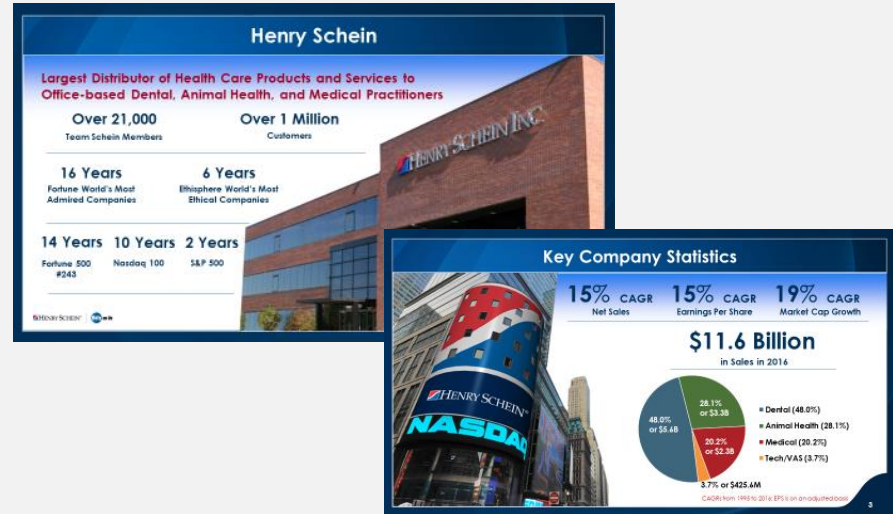 Henry Schein
Largest Distributor of Health Care Products and Services to
Office-based Dental, Animal Health, and Medical Practitioners
Over 21,000
Team Schein Members
Over 1 Million
Customers
16 Years
Fortune World's Most
Admired Companies
6 Years
Ethisphere World's Most
Ethical Companies
14 Years
Fortune 500
#243
10 Years
Nasdaq 100
2 Years
S&P 500
HENRY SCHEIN INC.
HENRY SCHEIN®
Key Company Statistics
15% CAGR
Net Sales
15% CAGR
Earnings Per Share
19% CAGR
Market Cap Growth
$11.6 Billion
in Sales in 2016
HENRY SCHEIN®
NASDAQ
48.0%
or $5.6B
28.1%
or $3.3B
20.2%
or $2.3B
3.7% or $425.6M
Dental (48.0%)
Animal Health (28.1%)
Medical (20.2%)
Tech/VAS (3.7%)
CAGRs from 1995 to 2016; EPS is on an adjusted basis
3